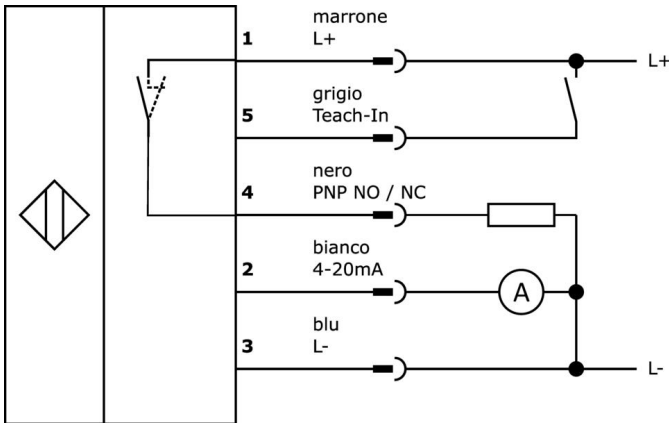 marrone
1 L+ L+
grigio
5 Teach-In
nero
4 PNP NO / NC
bianco
2 4-20mA
A
blu
3 L-
L-